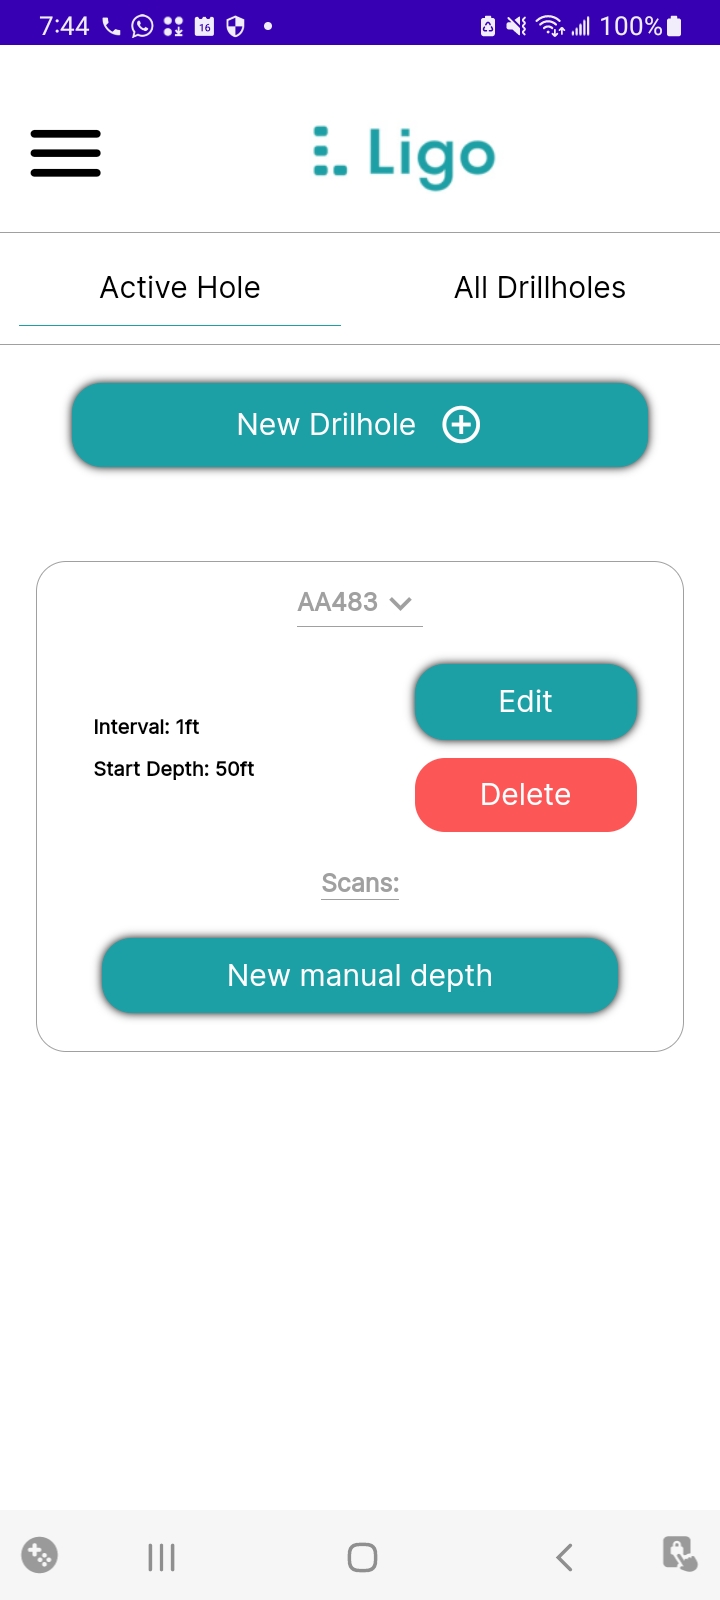 7:44
16
100%
Ligo
Active Hole
All Drillholes
New Drilhole
AA483
Edit
Interval: 1ft
Start Depth: 50ft
Delete
Scans:
New manual depth